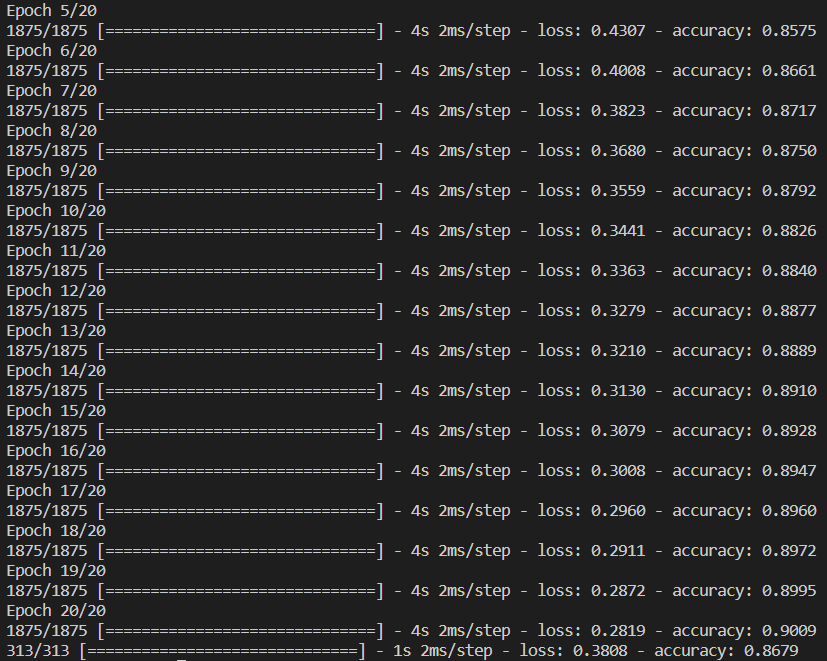 Epoch 5/20
1875/1875 [==============================] - 4s 2ms/step - loss: 0.4307 - accuracy: 0.8575
Epoch 6/20
1875/1875 [==============================] - 4s 2ms/step - loss: 0.4008 - accuracy: 0.8661
Epoch 7/20
1875/1875 [==============================] - 4s 2ms/step - loss: 0.3823 - accuracy: 0.8717
Epoch 8/20
1875/1875 [==============================] - 4s 2ms/step - loss: 0.3680 - accuracy: 0.8750
Epoch 9/20
1875/1875 [==============================] - 4s 2ms/step - loss: 0.3559 - accuracy: 0.8792
Epoch 10/20
1875/1875 [==============================] - 4s 2ms/step - loss: 0.3441 - accuracy: 0.8826
Epoch 11/20
1875/1875 [==============================] - 4s 2ms/step - loss: 0.3363 - accuracy: 0.8840
Epoch 12/20
1875/1875 [==============================] - 4s 2ms/step - loss: 0.3279 - accuracy: 0.8877
Epoch 13/20
1875/1875 [==============================] - 4s 2ms/step - loss: 0.3210 - accuracy: 0.8889
Epoch 14/20
1875/1875 [==============================] - 4s 2ms/step - loss: 0.3130 - accuracy: 0.8910
Epoch 15/20
1875/1875 [==============================] - 4s 2ms/step - loss: 0.3079 - accuracy: 0.8928
Epoch 16/20
1875/1875 [==============================] - 4s 2ms/step - loss: 0.3008 - accuracy: 0.8947
Epoch 17/20
1875/1875 [==============================] - 4s 2ms/step - loss: 0.2960 - accuracy: 0.8960
Epoch 18/20
1875/1875 [==============================] - 4s 2ms/step - loss: 0.2911 - accuracy: 0.8972
Epoch 19/20
1875/1875 [==============================] - 4s 2ms/step - loss: 0.2872 - accuracy: 0.8995
Epoch 20/20
1875/1875 [==============================] - 4s 2ms/step - loss: 0.2819 - accuracy: 0.9009
313/313 [==============================] - 1s 2ms/step - loss: 0.3808 - accuracy: 0.8679